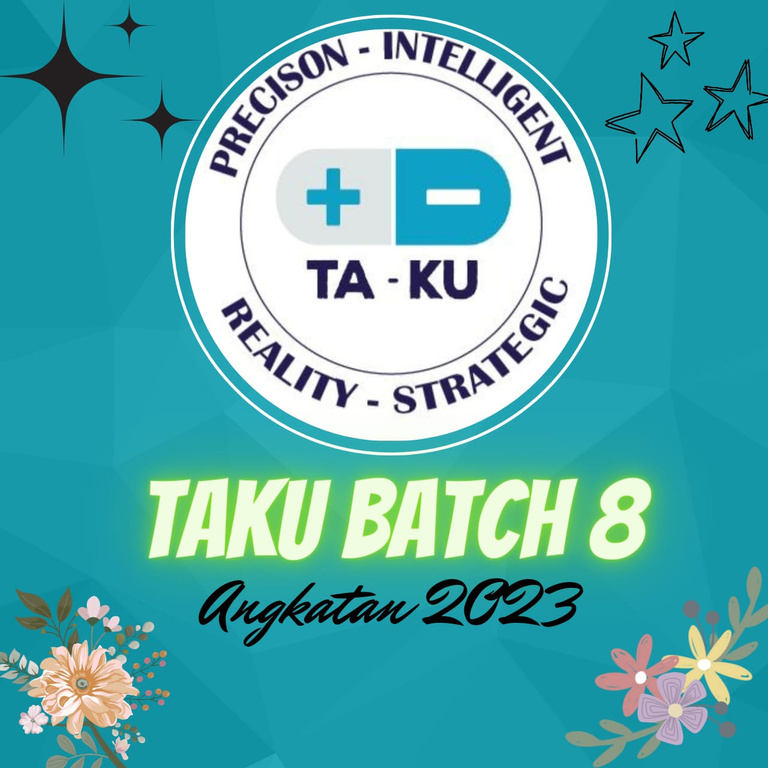 PRECISON - INTELLIGENT
TA - KU
REALITY - STRATEGIC
TAKU BATCH 8
Angkatan 2023